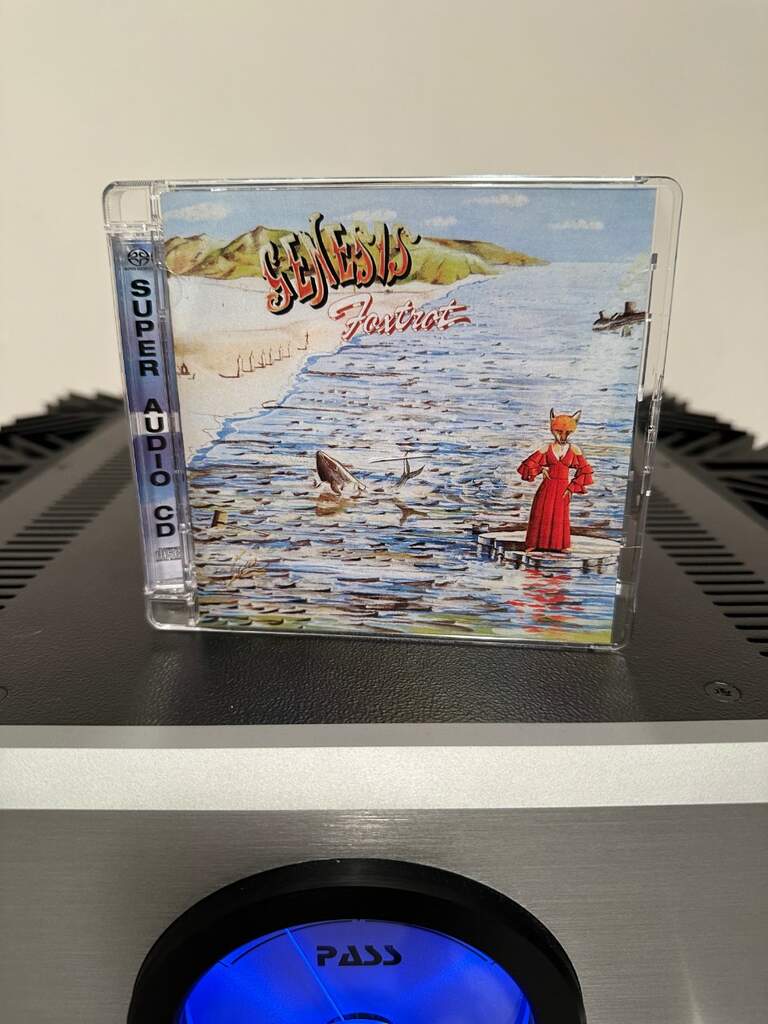 GENESIS
Foxtrot
SUPER AUDIO CD
PASS